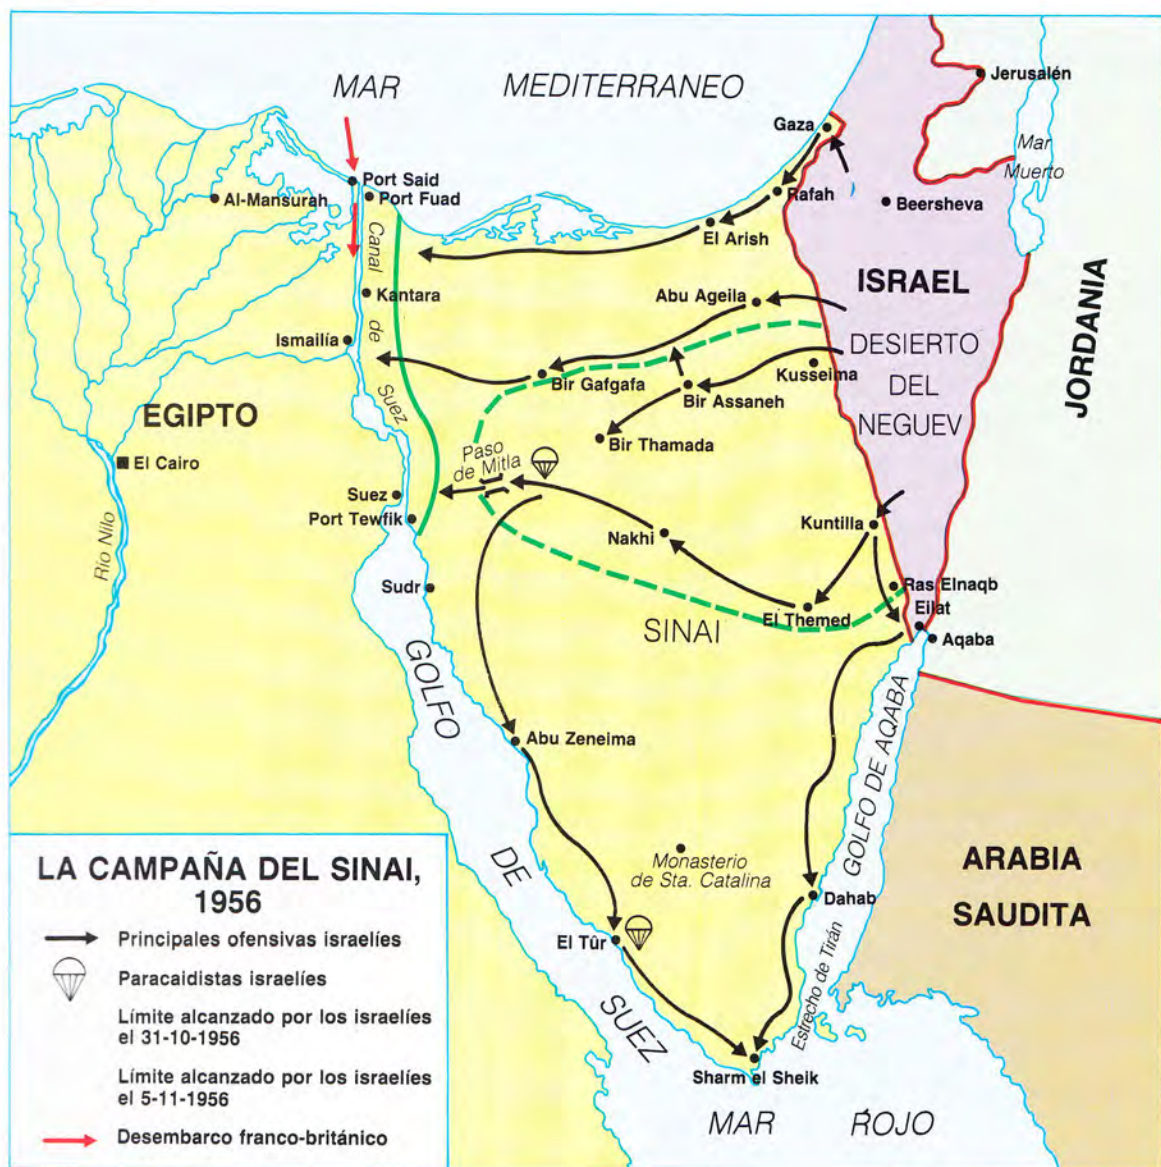 MAR MEDITERRANEO
Jerusalén
Gaza
Mar
Muerto
Port Said
Al-Mansurah
Port Fuad
Rafah
Beersheva
El Arish
Canal de Suez
ISRAEL
Kantara
Abu Ageila
Ismailía
DESIERTO
DEL
NEGUEV
JORDANIA
Kusseima
Bir Gafgafa
Bir Assaneh
EGIPTO
Bir Thamada
Paso
de Mitla
El Cairo
Suez
Port Tewfik
Nakhi
Kuntilla
Río Nilo
Sudr
Ras Elnaqb
El Themed
Eilat
SINAI
Aqaba
GOLFO DE SUEZ
GOLFO DE AQABA
Abu Zeneima
Monasterio
de Sta. Catalina
ARABIA
SAUDITA
Dahab
El Tûr
Estrecho de Tirán
Sharm el Sheik
MAR ROJO
LA CAMPAÑA DEL SINAI,
1956
Principales ofensivas israelíes
Paracaidistas israelíes
Límite alcanzado por los israelíes
el 31-10-1956
Límite alcanzado por los israelíes
el 5-11-1956
Desembarco franco-británico